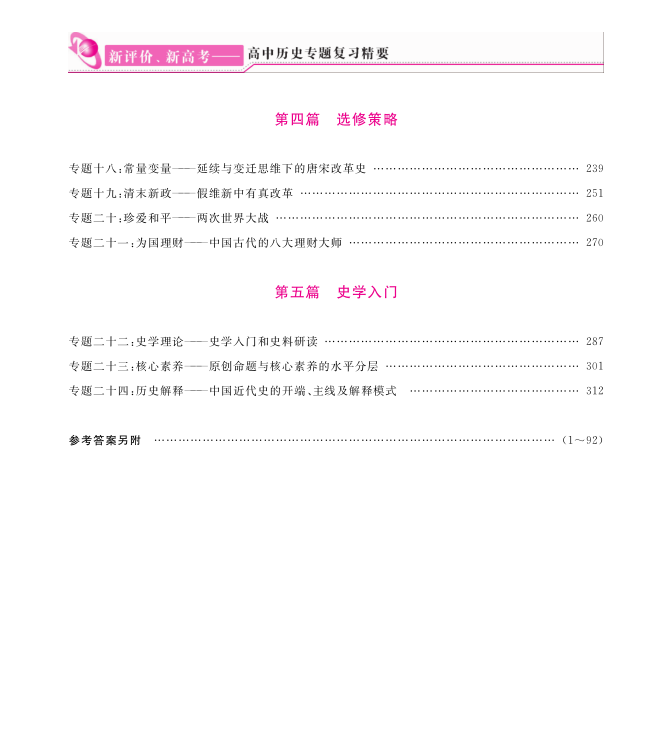 新评价、新高考——高中历史专题复习精要
第四篇 选修策略
专题十八:常量变量——延续与变迁思维下的唐宋改革史 …………………………………………… 239
专题十九:清末新政——假维新中有真改革 …………………………………………………………… 251
专题二十:珍爱和平——两次世界大战 ………………………………………………………………… 260
专题二十一:为国理财——中国古代的八大理财大师 ………………………………………………… 270
第五篇 史学入门
专题二十二:史学理论——史学入门和史料研读 ……………………………………………………… 287
专题二十三:核心素养——原创命题与核心素养的水平分层 ………………………………………… 301
专题二十四:历史解释——中国近代史的开端、主线及解释模式 …………………………………… 312
参考答案另附 ……………………………………………………………………………………… (1～92)